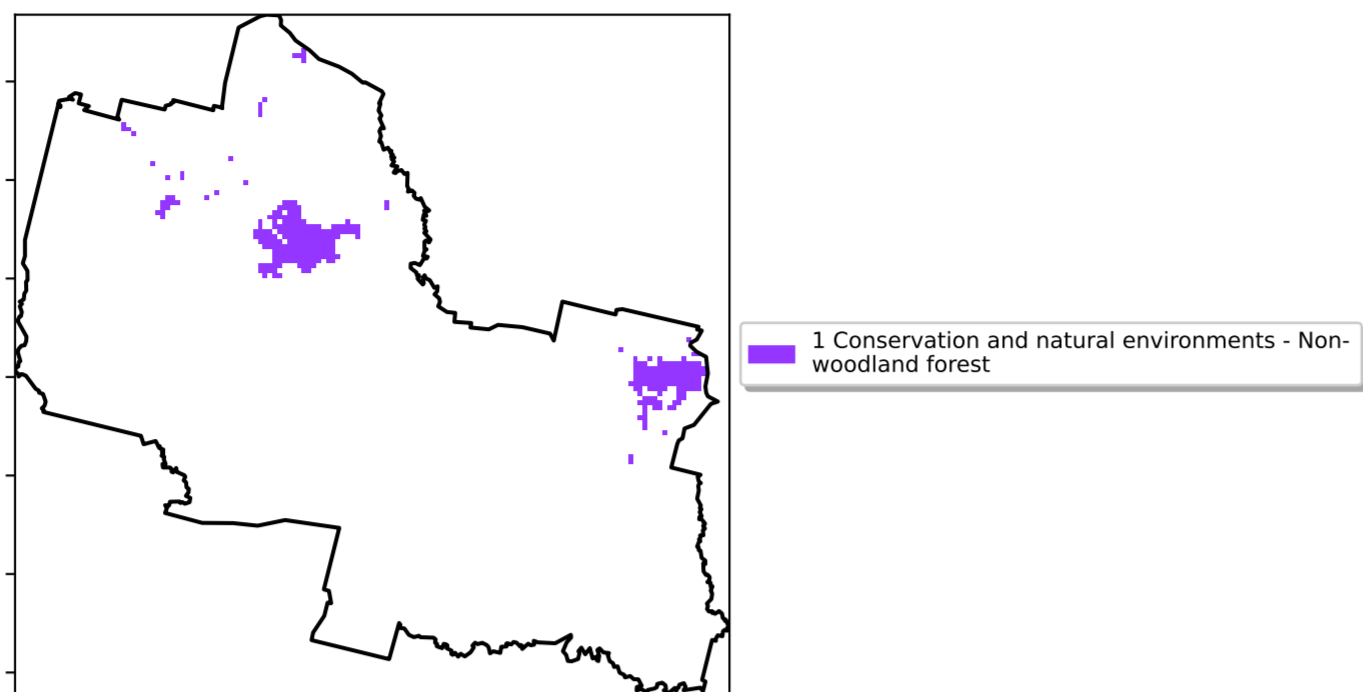 1 Conservation and natural environments - Non-
woodland forest